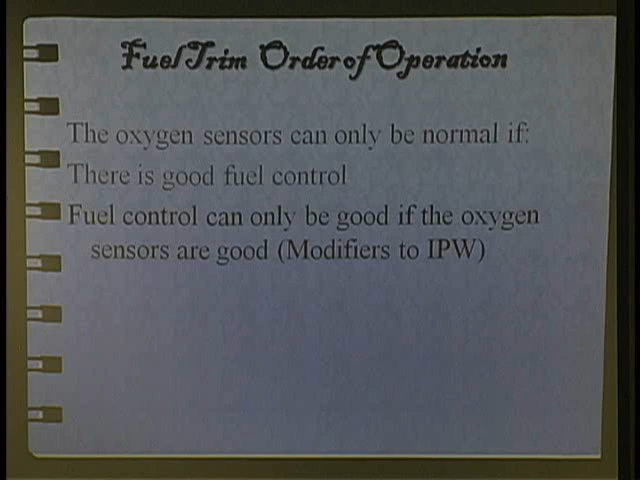 Fuel Trim Order of Operation
The oxygen sensors can only be normal if:
There is good fuel control
Fuel control can only be good if the oxygen
sensors are good (Modifiers to IPW)